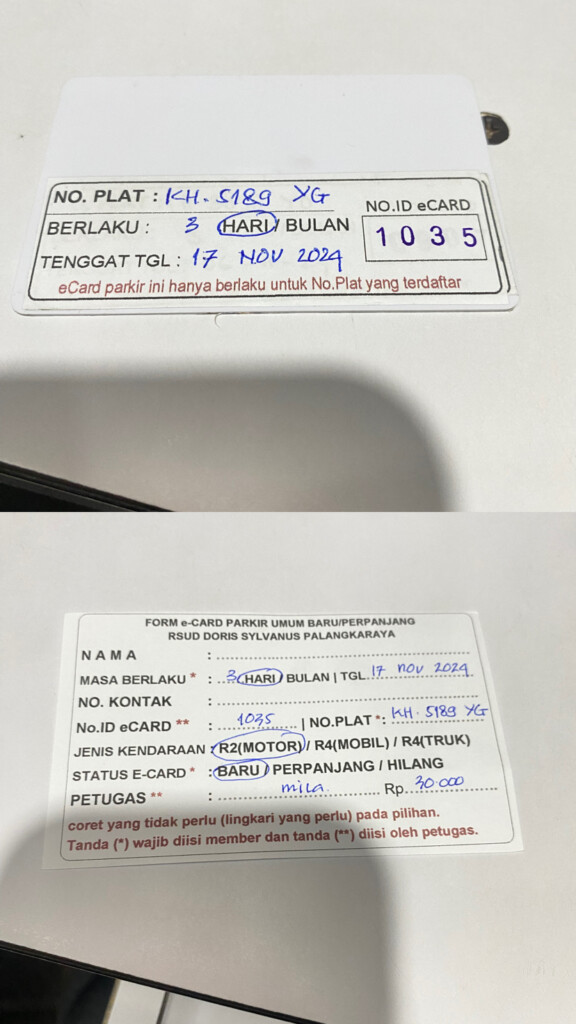 NO. PLAT : KH. 5189 YG
BERLAKU : 3 HARI / BULAN
NO.ID eCARD
1035
TENGGAT TGL : 17 NOV 2024
eCard parkir ini hanya berlaku untuk No.Plat yang terdaftar
FORM e-CARD PARKIR UMUM BARU/PERPANJANG
RSUD DORIS SYLVANUS PALANGKARAYA
NAMA :
MASA BERLAKU * : 3 HARI / BULAN | TGL. 17 nov 2024
NO. KONTAK :
No.ID eCARD ** : 1035 | NO.PLAT *: KH. 5189 YG
JENIS KENDARAAN : R2(MOTOR) / R4(MOBIL) / R4(TRUK)
STATUS E-CARD * : BARU / PERPANJANG / HILANG
PETUGAS ** : mila Rp. 30.000
coret yang tidak perlu (lingkari yang perlu) pada pilihan.
Tanda (*) wajib diisi member dan tanda (**) diisi oleh petugas.